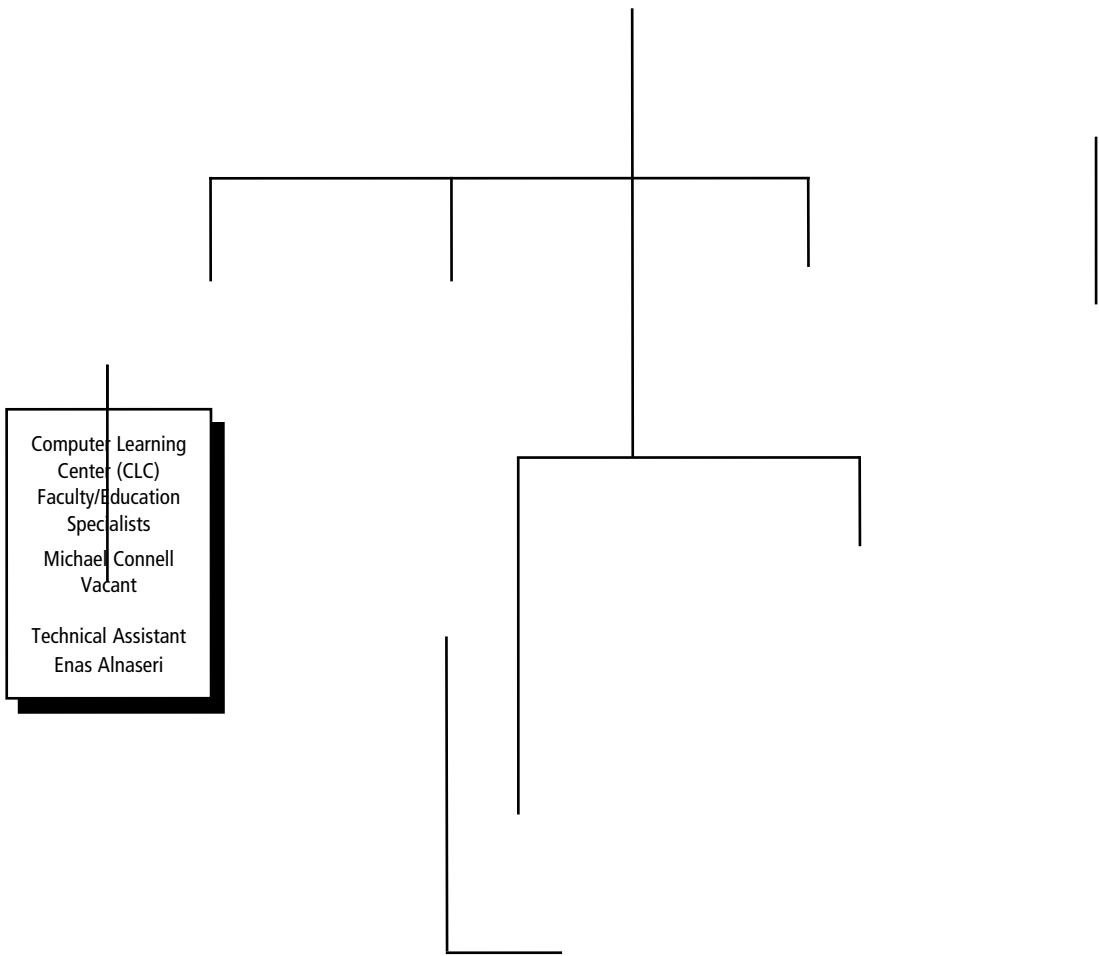 Computer Learning
Center (CLC)
Faculty/Education
Specialists
Michael Connell
Vacant
Technical Assistant
Enas Alnaseri